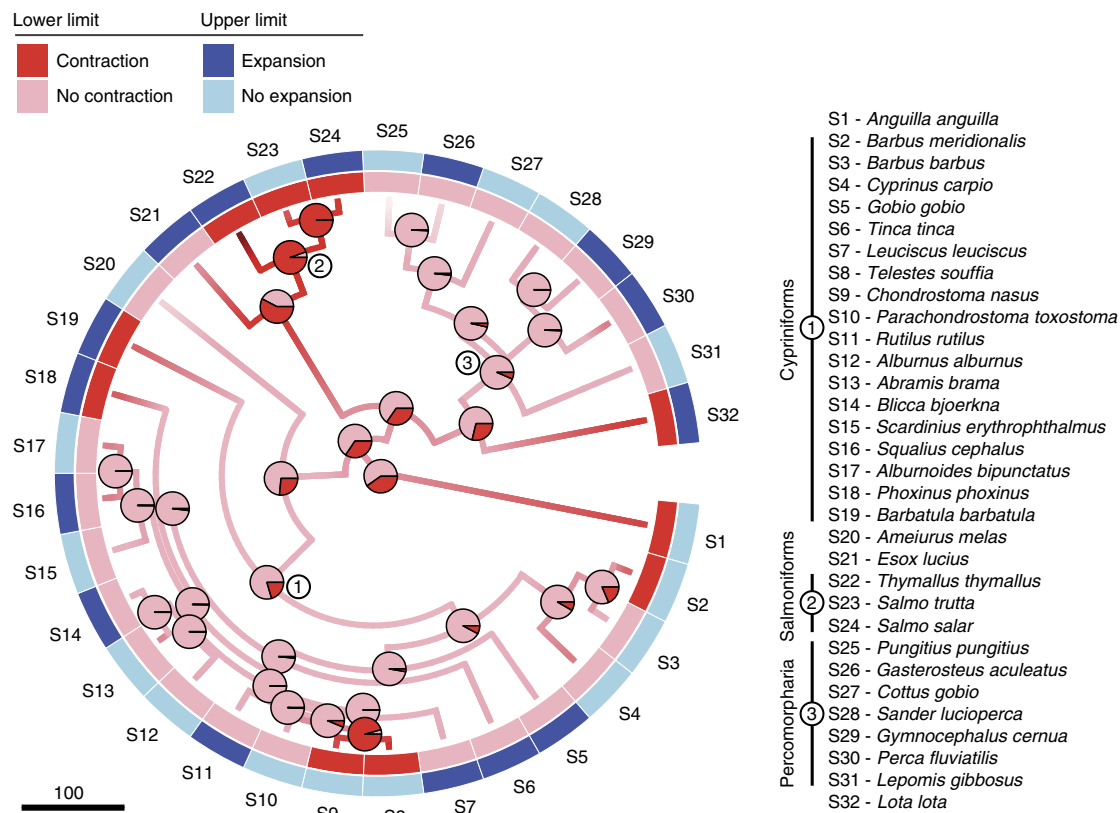 Lower limit
Upper limit
Contraction
Expansion
No contraction
No expansion
S25
S24
S26
S23
S27
S22
S28
S21
S29
S20
S30
S19
S31
S18
S32
S17
S16
S1
S15
S2
S14
S3
S13
S4
S12
S5
S11
S6
S10
S7
S9
1
2
3
100
S1 - Anguilla anguilla
S2 - Barbus meridionalis
S3 - Barbus barbus
S4 - Cyprinus carpio
S5 - Gobio gobio
S6 - Tinca tinca
S7 - Leuciscus leuciscus
S8 - Telestes souffia
S9 - Chondrostoma nasus
S10 - Parachondrostoma toxostoma
S11 - Rutilus rutilus
S12 - Alburnus alburnus
S13 - Abramis brama
S14 - Blicca bjoerkna
S15 - Scardinius erythrophthalmus
S16 - Squalius cephalus
S17 - Alburnoides bipunctatus
S18 - Phoxinus phoxinus
S19 - Barbatula barbatula
S20 - Ameiurus melas
S21 - Esox lucius
S22 - Thymallus thymallus
S23 - Salmo trutta
S24 - Salmo salar
S25 - Pungitius pungitius
S26 - Gasterosteus aculeatus
S27 - Cottus gobio
S28 - Sander lucioperca
S29 - Gymnocephalus cernua
S30 - Perca fluviatilis
S31 - Lepomis gibbosus
S32 - Lota lota
Cypriniforms
1
Salmoniforms
2
Percomorpharia
3